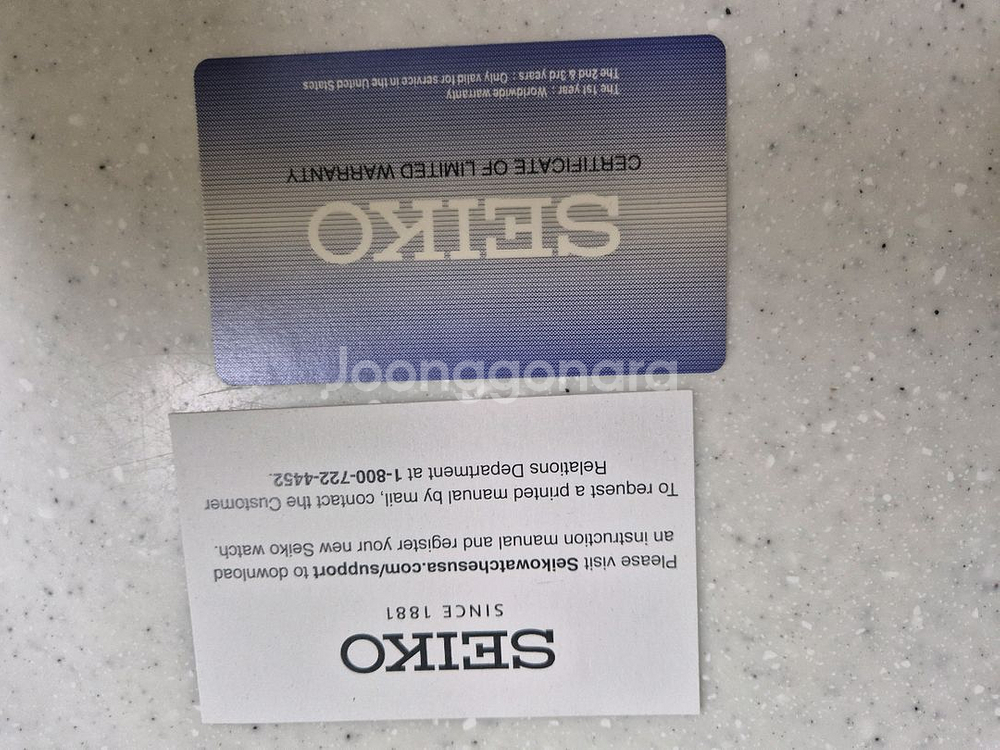 SEIKO
CERTIFICATE OF LIMITED WARRANTY
The 1st year : Worldwide warranty
The 2nd & 3rd years : Only valid for service in the United States
Joonggonara
SEIKO
SINCE 1881
Please visit Seikowatchesusa.com/support to download
an instruction manual and register your new Seiko watch.
To request a printed manual by mail, contact the Customer
Relations Department at 1-800-722-4452.